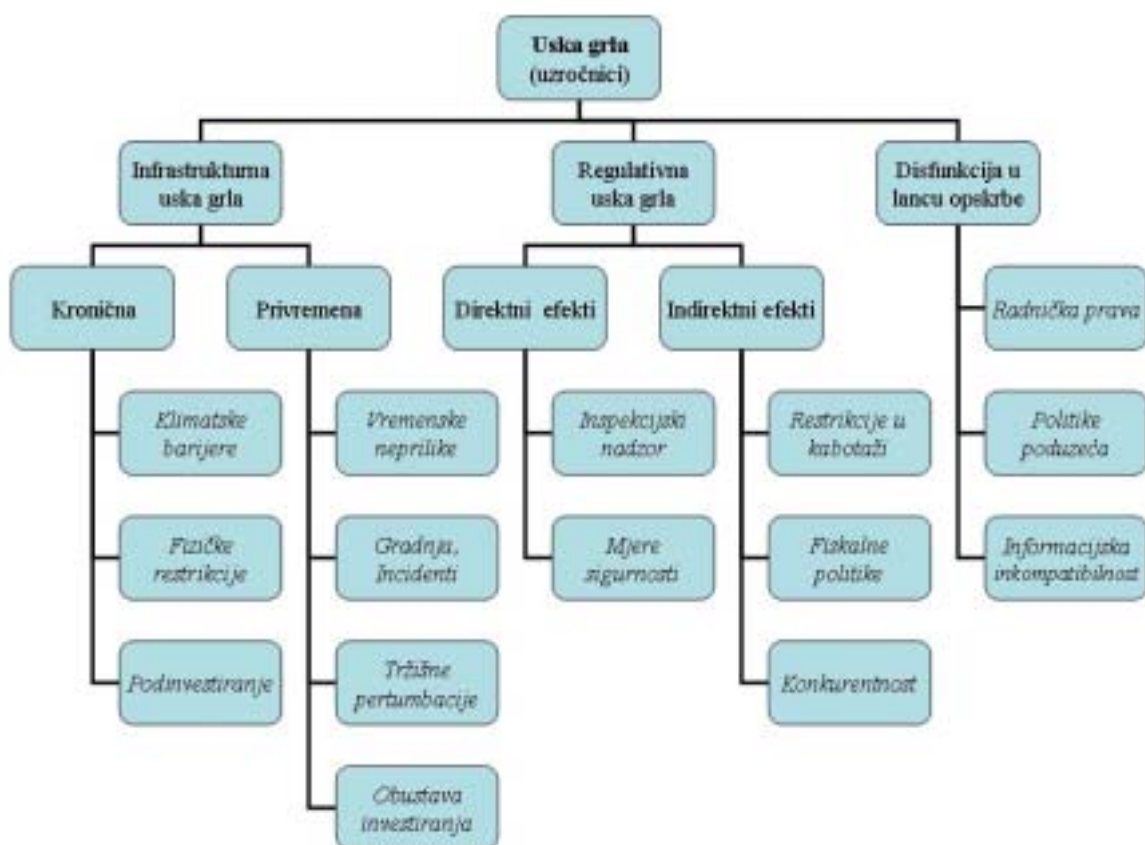 Uska grla
(uzročnici)
Infrastrukturna
uska grla
Regulativna
uska grla
Disfunkcija u
lancu opskrbe
Kronična
Privremena
Direktni efekti
Indirektni efekti
Radnička prava
Klimatske
barijere
Vremenske
neprilike
Inspekcijski
nadzor
Restrikcije u
kabotaži
Politike
poduzeća
Fizičke
restrikcije
Gradnja,
Incidenti
Mjere
sigurnosti
Fiskalne
politike
Informacijska
inkompatibilnost
Podinvestiranje
Tržišne
perturbacije
Konkurentnost
Obustava
investiranja